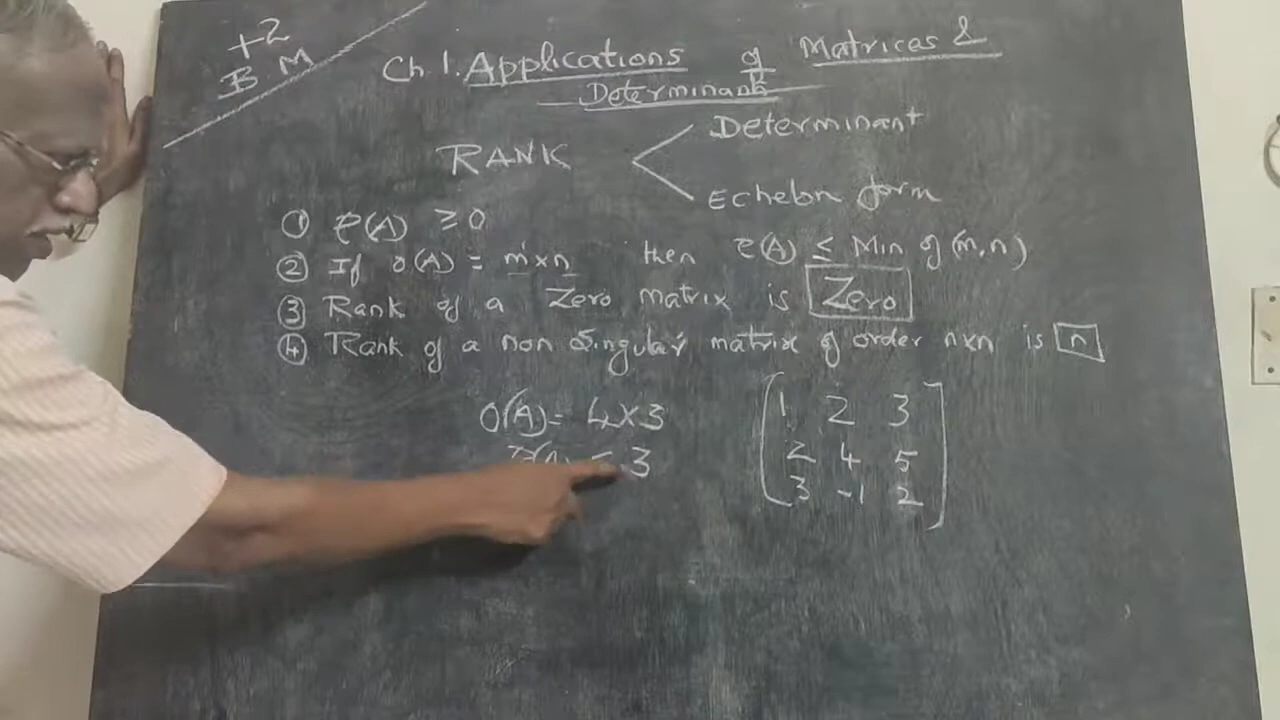 +2
B.M
Ch.1. Applications of Matrices &
Determinants
RANK
Determinant
Echelon form
① ρ(A) ≥ 0
② If o(A) = m×n then ρ(A) ≤ Min of (m,n)
③ Rank of a Zero matrix is Zero
④ Rank of a non Singular matrix of order n×n is n
O(A) = 4×3
ρ(A) = 3
1 2 3
2 4 5
3 -1 2